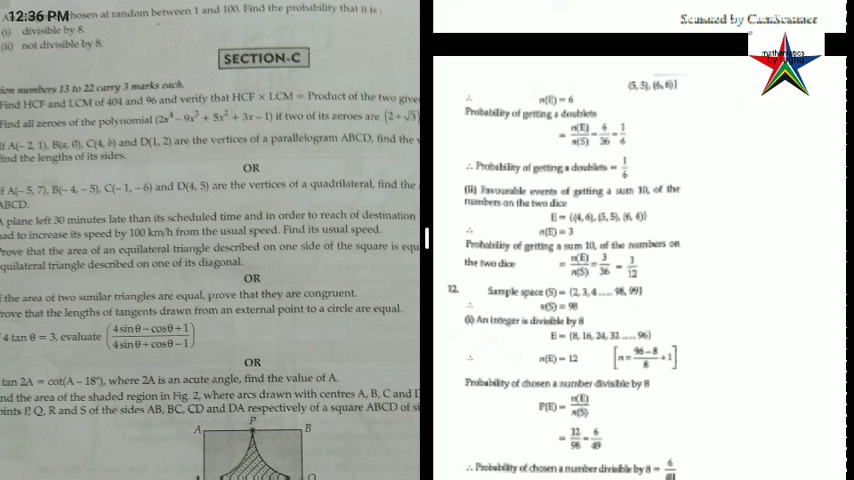 12:36 PM
hosen at random between 1 and 100. Find the probability that it is :
(i) divisible by 8.
(ii) not divisible by 8.
SECTION-C
ion numbers 13 to 22 carry 3 marks each.
Find HCF and LCM of 404 and 96 and verify that HCF × LCM = Product of the two give
Find all zeroes of the polynomial (2x⁴ – 9x³ + 5x² + 3x – 1) if two of its zeroes are (2 + √3)
If A(– 2, 1), B(a, 0), C(4, b) and D(1, 2) are the vertices of a parallelogram ABCD, find the
find the lengths of its sides.
OR
If A(– 5, 7), B(– 4, – 5), C(– 1, – 6) and D(4, 5) are the vertices of a quadrilateral, find the
ABCD.
A plane left 30 minutes late than its scheduled time and in order to reach of destination
had to increase its speed by 100 km/h from the usual speed. Find its usual speed.
Prove that the area of an equilateral triangle described on one side of the square is equ
quilateral triangle described on one of its diagonal.
OR
f the area of two similar triangles are equal, prove that they are congruent.
rove that the lengths of tangents drawn from an external point to a circle are equal.
4 tan θ = 3, evaluate (4 sin θ – cos θ + 1 / 4 sin θ + cos θ – 1)
OR
tan 2A = cot(A – 18°), where 2A is an acute angle, find the value of A.
nd the area of the shaded region in Fig. 2, where arcs drawn with centres A, B, C and D
oints P, Q, R and S of the sides AB, BC, CD and DA respectively of a square ABCD of si
A P B
Scanned by CamScanner
mathematics
(5, 5), (6, 6)}
∴ n(E) = 6
Probability of getting a doublets
= n(E)/n(S) = 6/36 = 1/6
∴ Probability of getting a doublets = 1/6
(iii) Favourable events of getting a sum 10, of the
numbers on the two dice
E = {(4, 6), (5, 5), (6, 4)}
∴ n(E) = 3
Probability of getting a sum 10, of the numbers on
the two dice = n(E)/n(S) = 3/36 = 1/12
12. Sample space (S) = {2, 3, 4 ..... 98, 99}
∴ n(S) = 98
(i) An integer is divisible by 8
E = {8, 16, 24, 32 ..... 96}
∴ n(E) = 12 [n = 96 – 8 / 8 + 1]
Probability of chosen a number divisible by 8
P(E) = n(E)/n(S)
= 12/98 = 6/49
∴ Probability of chosen a number divisible by 8 = 6/49